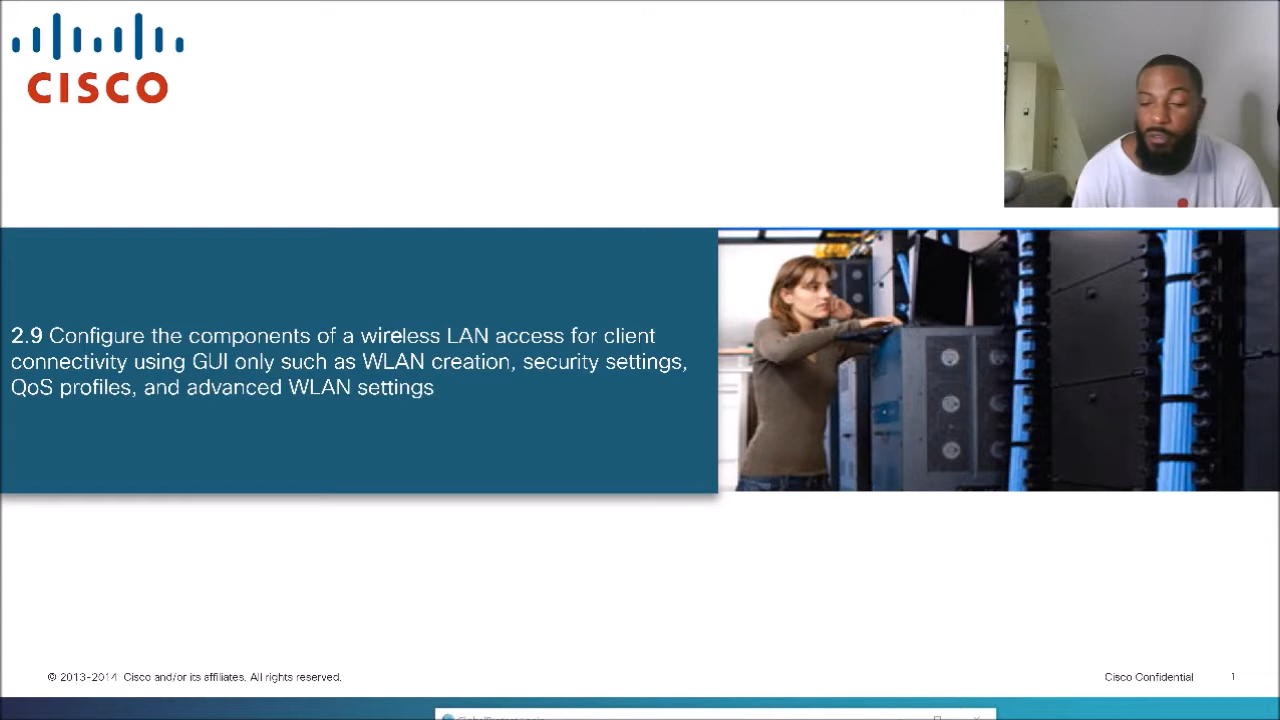 CISCO
2.9 Configure the components of a wireless LAN access for client
connectivity using GUI only such as WLAN creation, security settings,
QoS profiles, and advanced WLAN settings
© 2013-2014 Cisco and/or its affiliates. All rights reserved.
Cisco Confidential 1